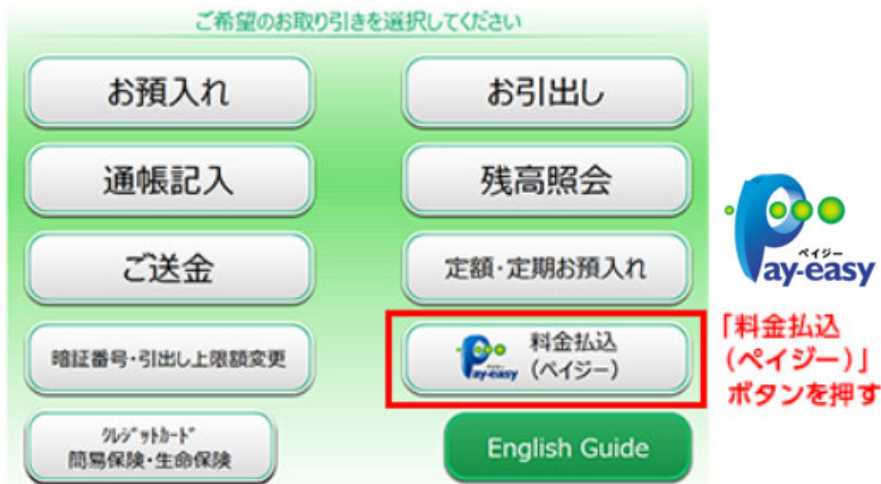 ご希望のお取り引きを選択してください
お預入れ
お引出し
通帳記入
残高照会
ご送金
定額・定期お預入れ
暗証番号・引出し上限額変更
Pay-easy
料金払込
(ペイジー)
ｸﾚｼﾞｯﾄｶｰﾄﾞ
簡易保険・生命保険
English Guide
ペイジー
Pay-easy
「料金払込
(ペイジー)」
ボタンを押す